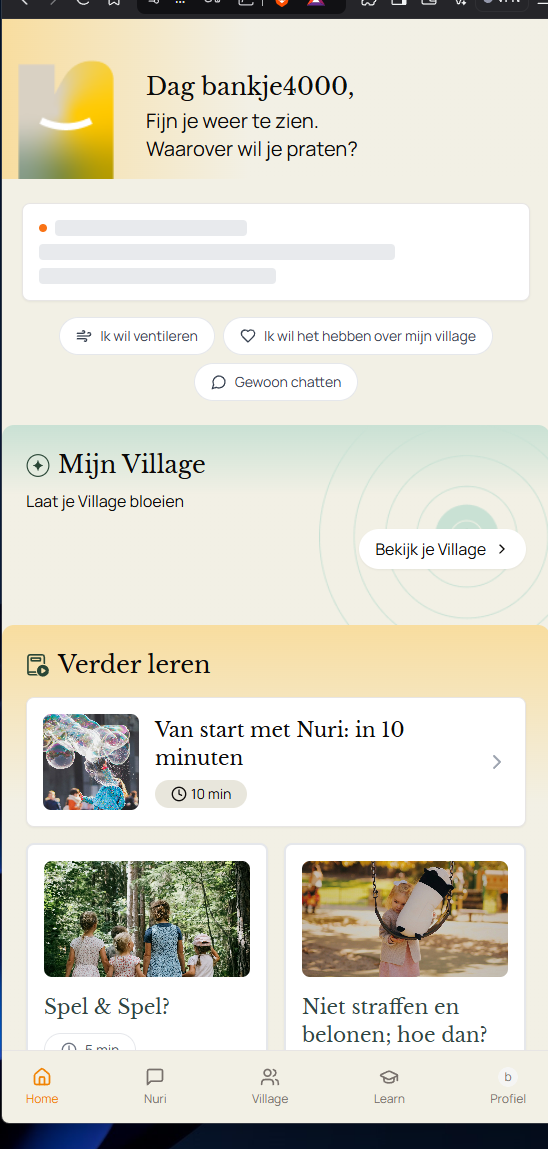 Dag bankje4000,
Fijn je weer te zien.
Waarover wil je praten?
Ik wil ventileren
Ik wil het hebben over mijn village
Gewoon chatten
Mijn Village
Laat je Village bloeien
Bekijk je Village
Verder leren
Van start met Nuri: in 10
minuten
10 min
Spel & Spel?
Niet straffen en
belonen; hoe dan?
5 min
Home
Nuri
Village
Learn
b
Profiel